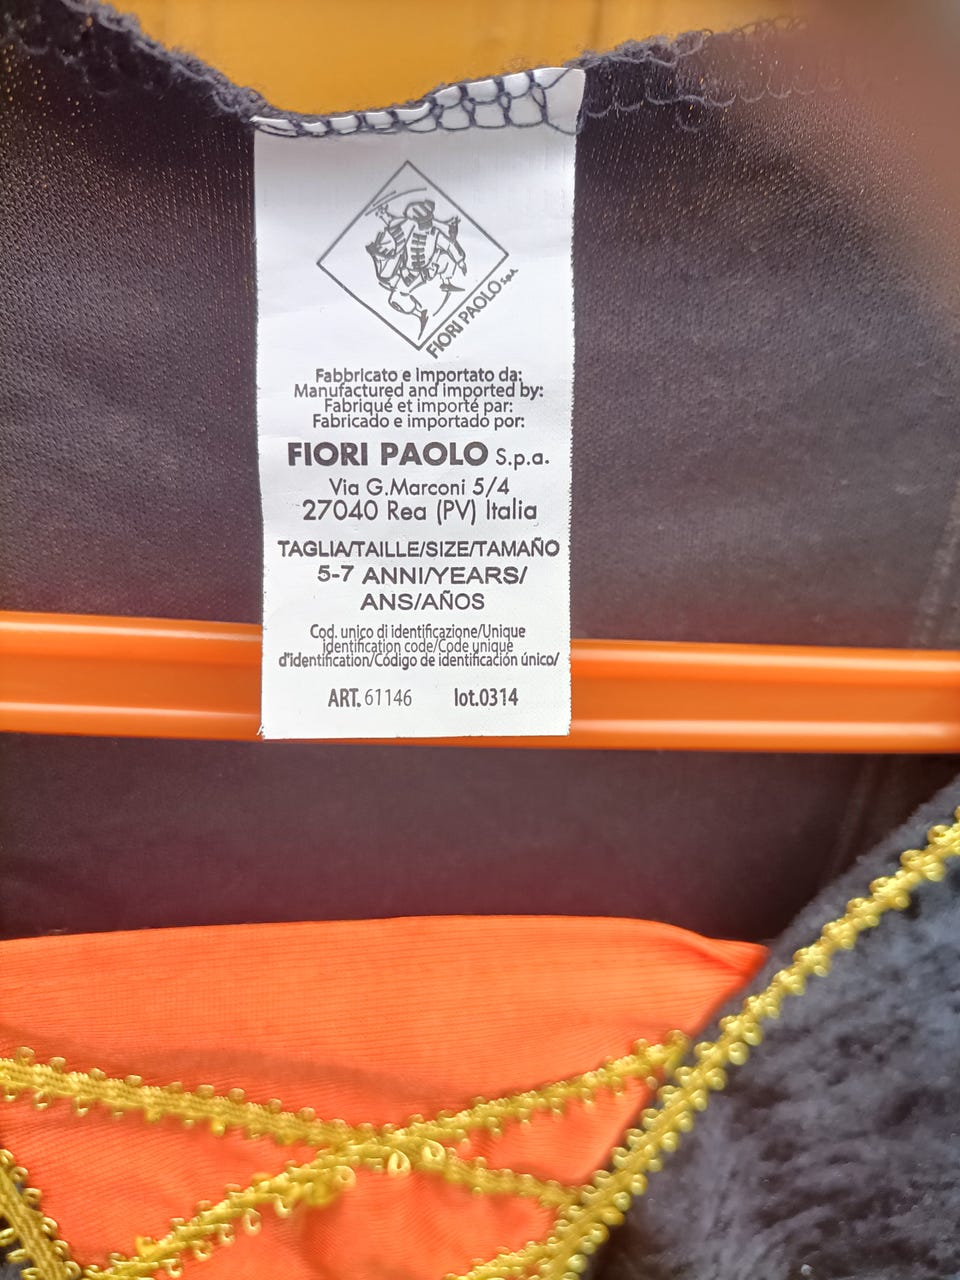 FIORI PAOLO S.p.A.
Fabbricato e importato da:
Manufactured and imported by:
Fabriqué et importé par:
Fabricado e importado por:
FIORI PAOLO S.p.a.
Via G.Marconi 5/4
27040 Rea (PV) Italia
TAGLIA/TAILLE/SIZE/TAMAÑO
5-7 ANNI/YEARS/
ANS/AÑOS
Cod. unico di identificazione/Unique
identification code/Code unique
d'identification/Código de identificación único/
ART. 61146 lot.0314